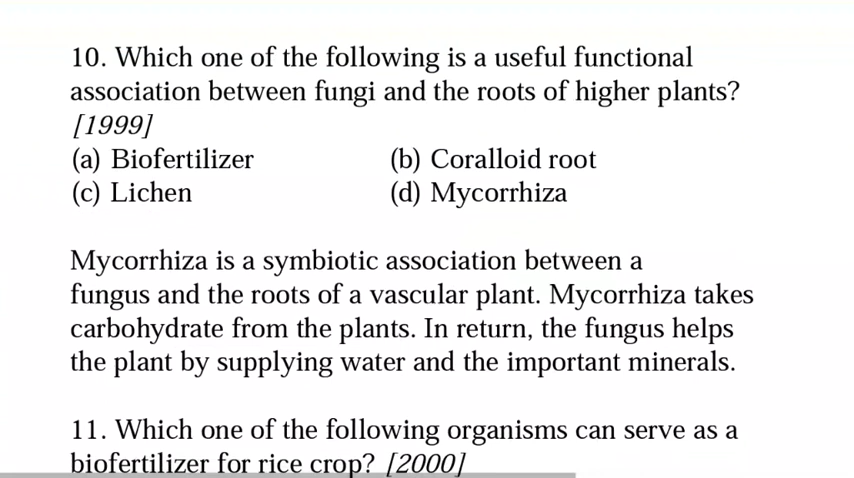 10. Which one of the following is a useful functional
association between fungi and the roots of higher plants?
[1999]
(a) Biofertilizer (b) Coralloid root
(c) Lichen (d) Mycorrhiza
Mycorrhiza is a symbiotic association between a
fungus and the roots of a vascular plant. Mycorrhiza takes
carbohydrate from the plants. In return, the fungus helps
the plant by supplying water and the important minerals.
11. Which one of the following organisms can serve as a
biofertilizer for rice crop? [2000]